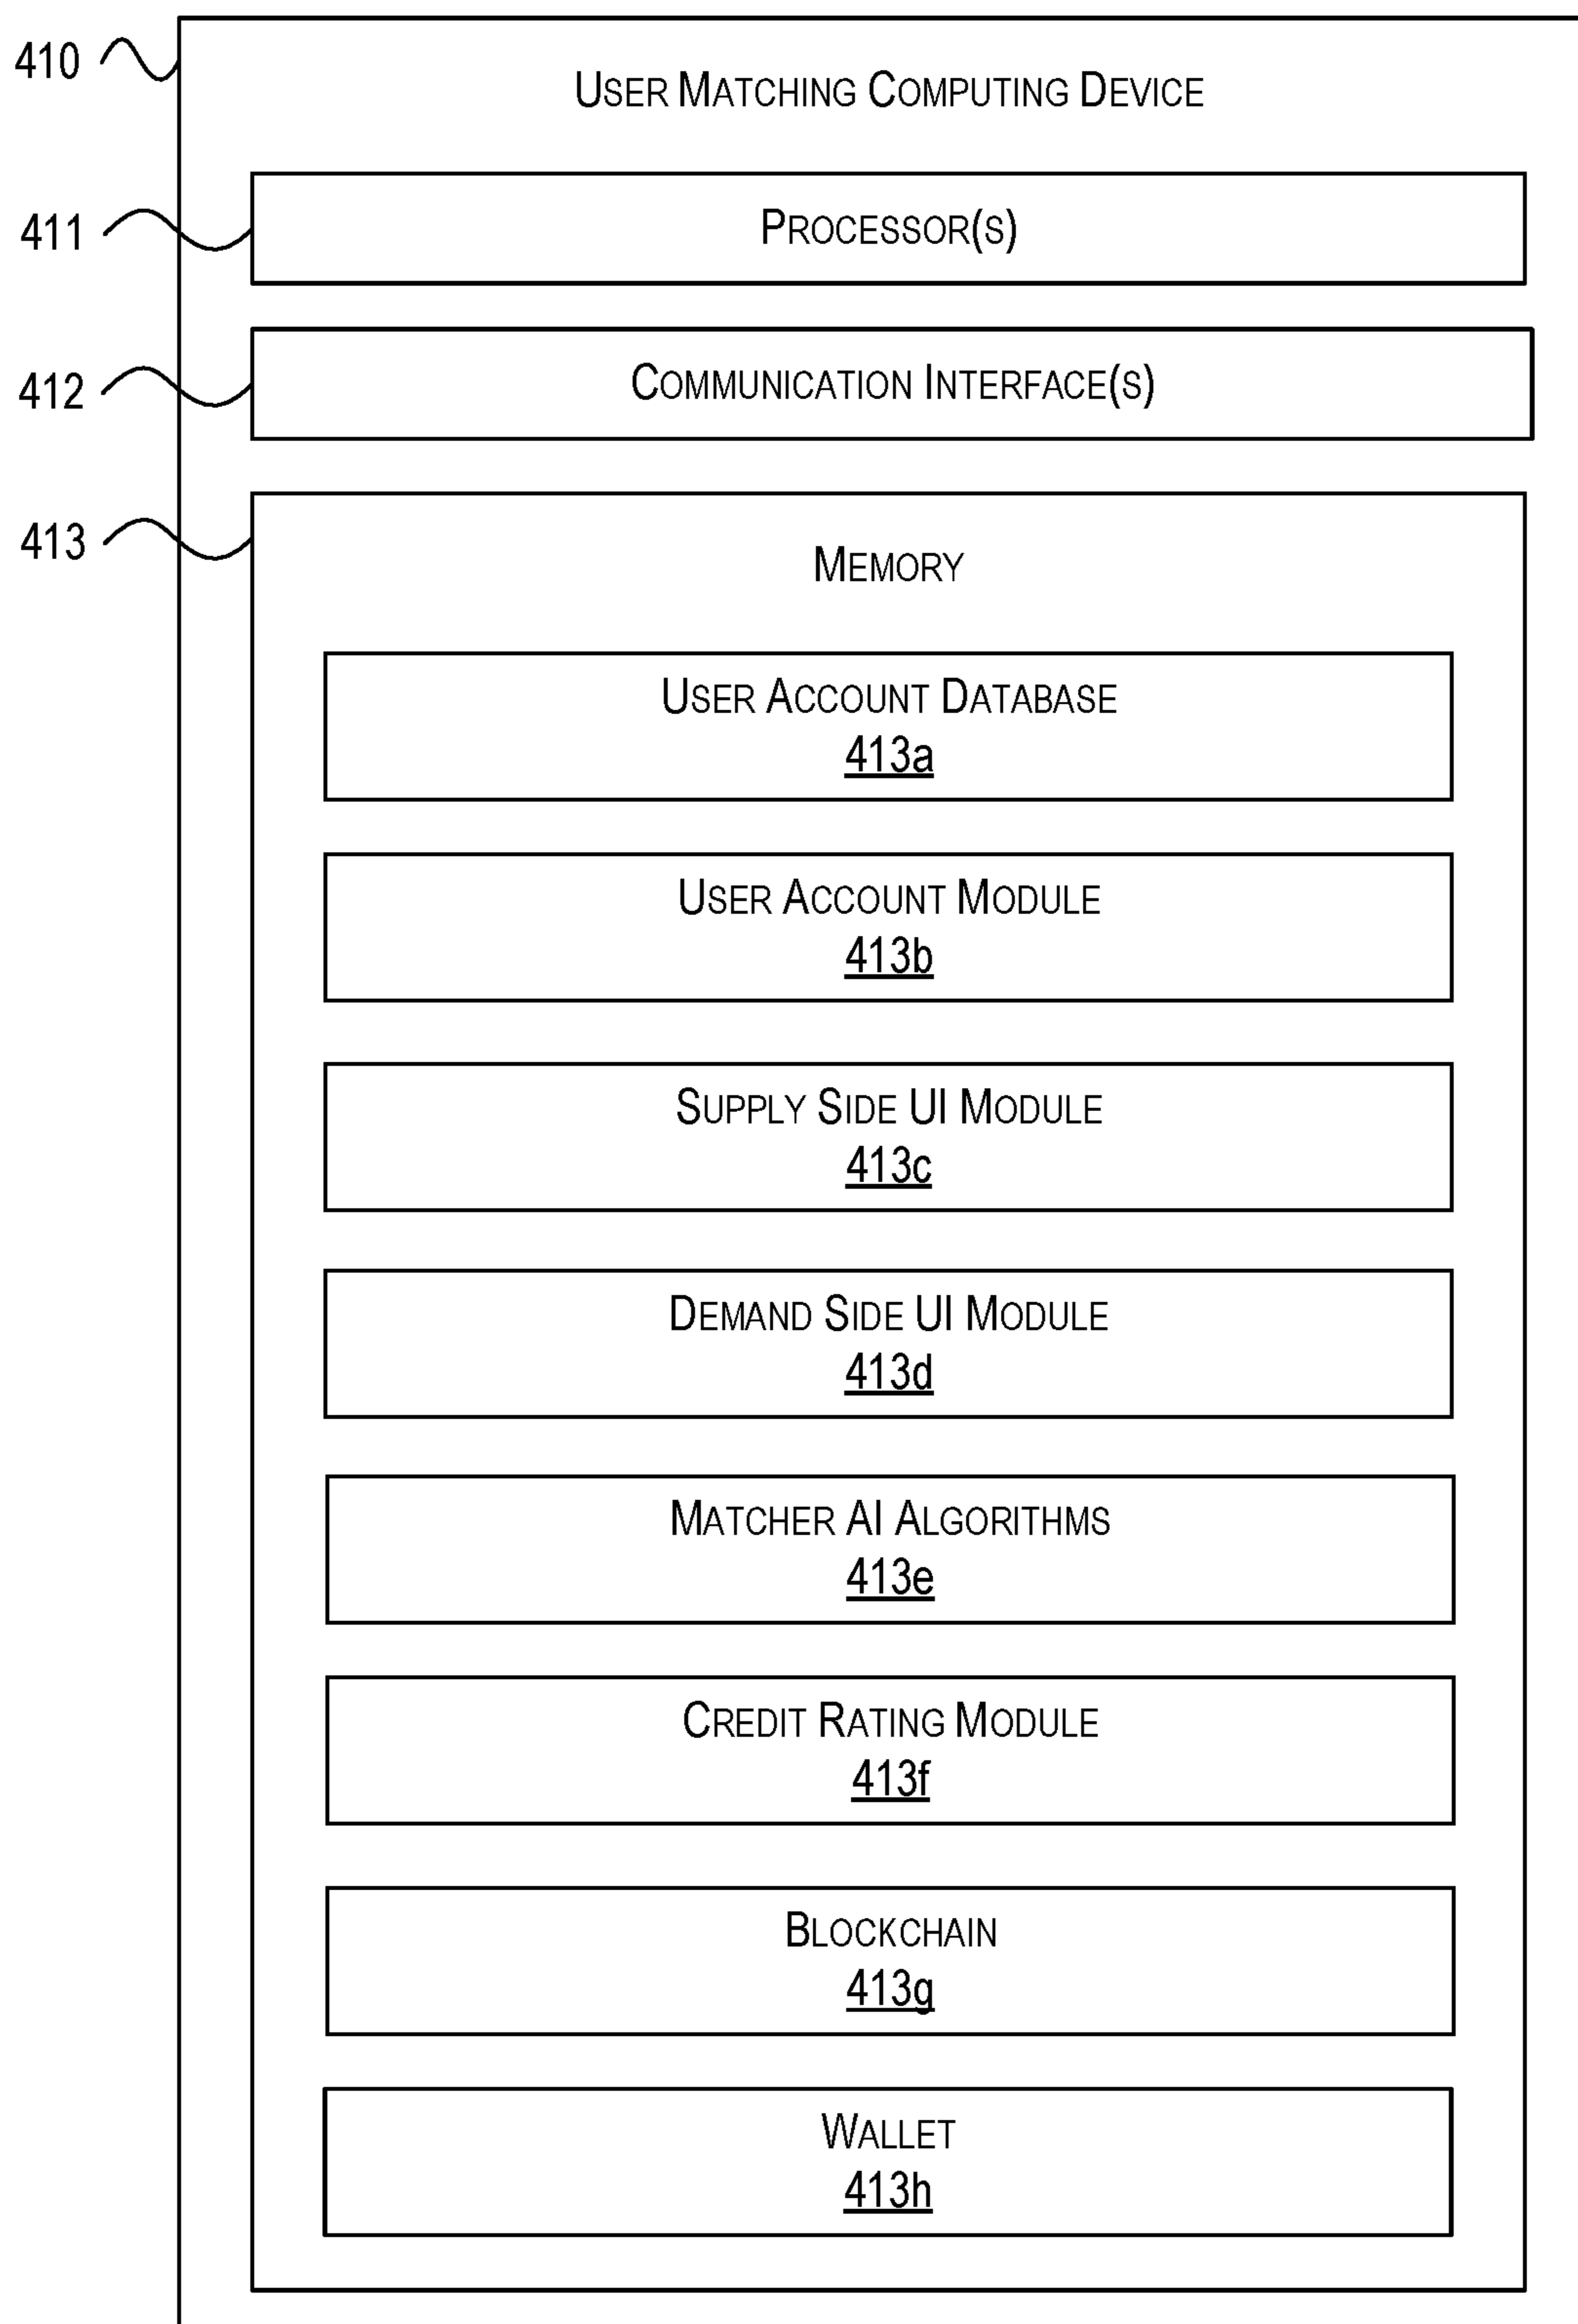 410
USER MATCHING COMPUTING DEVICE
411
PROCESSOR(S)
412
COMMUNICATION INTERFACE(S)
413
MEMORY
USER ACCOUNT DATABASE
413a
USER ACCOUNT MODULE
413b
SUPPLY SIDE UI MODULE
413c
DEMAND SIDE UI MODULE
413d
MATCHER AI ALGORITHMS
413e
CREDIT RATING MODULE
413f
BLOCKCHAIN
413g
WALLET
413h